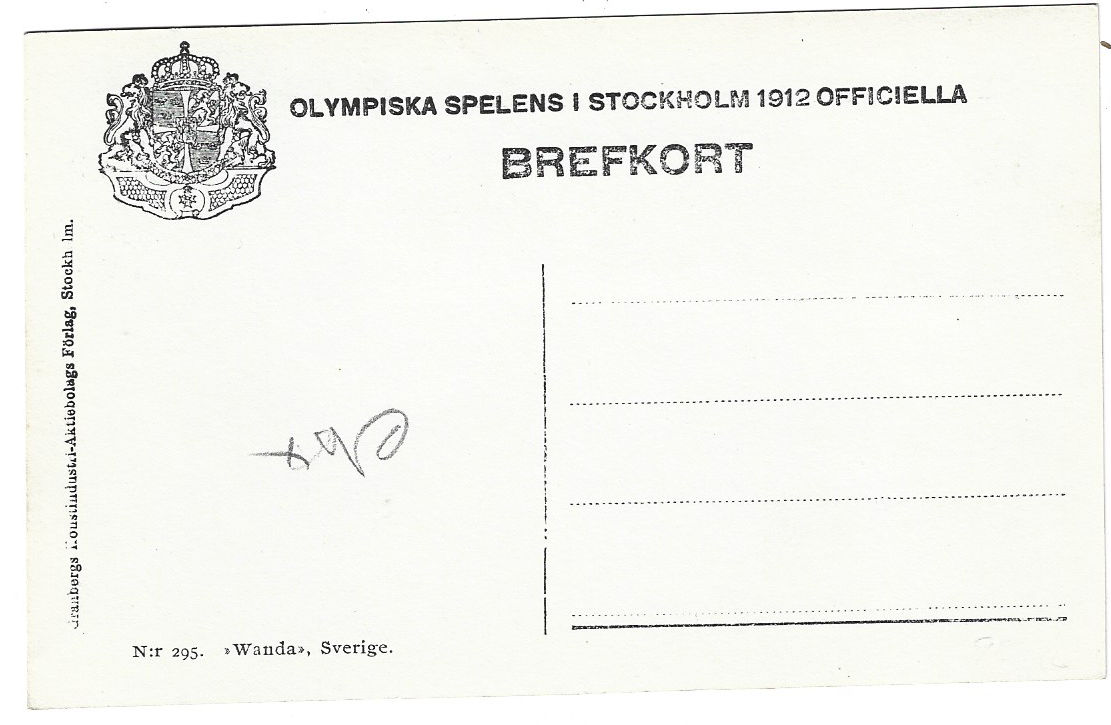 OLYMPISKA SPELENS I STOCKHOLM 1912 OFFICIELLA
BREFKORT
Granbergs Konstindustri-Aktiebolags Förlag, Stockh lm.
N:r 295. »Wanda», Sverige.